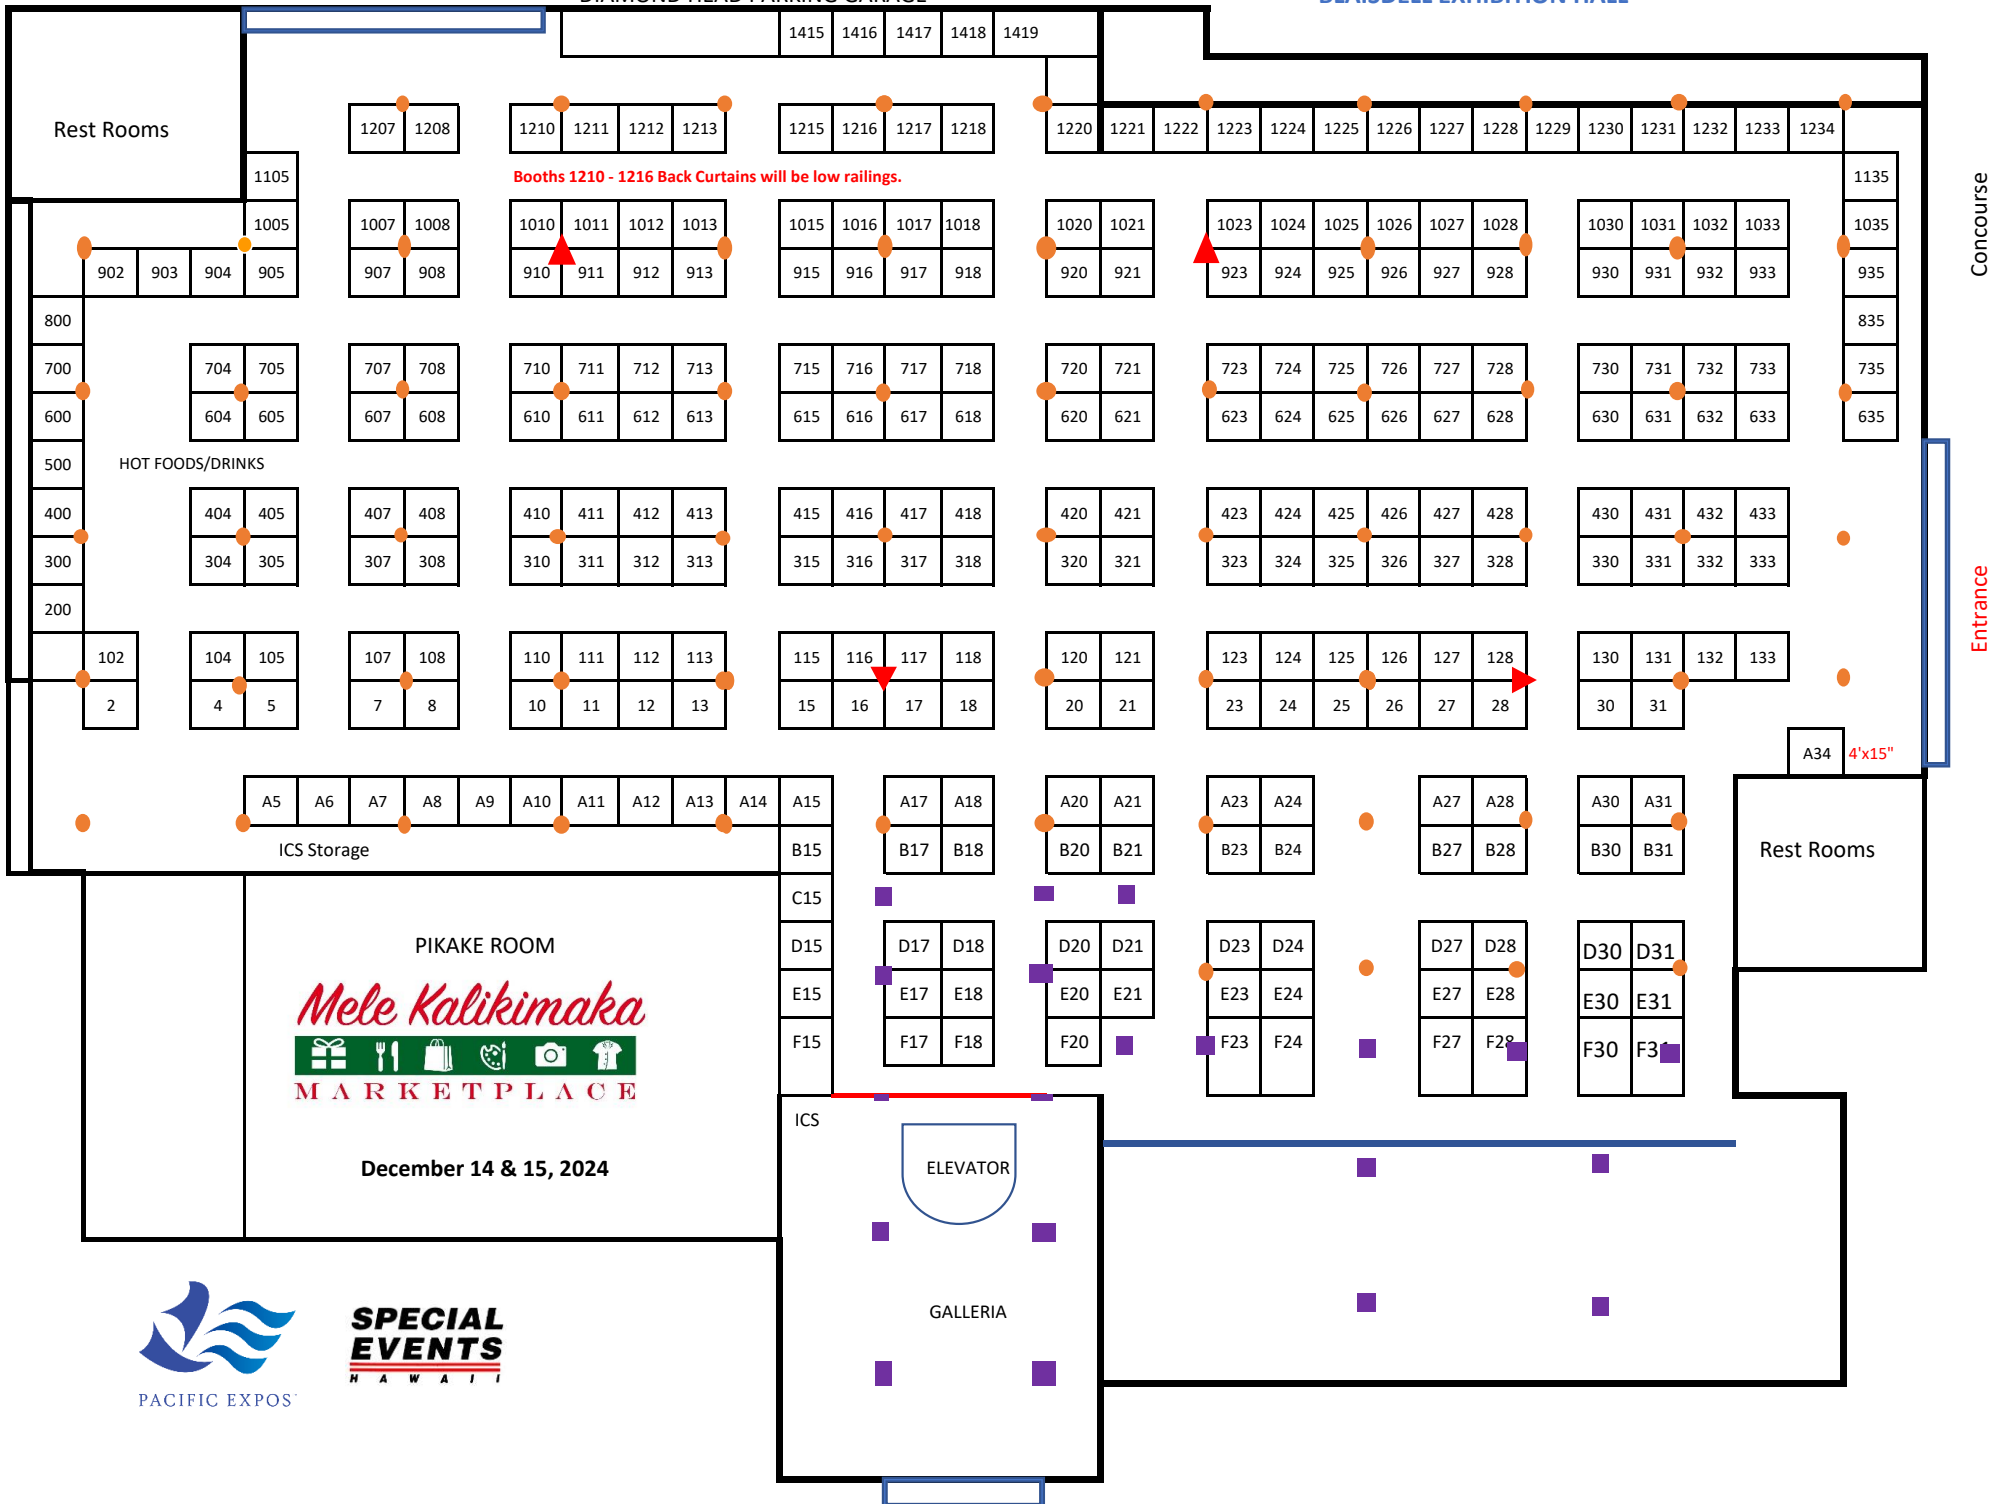 DIAMOND HEAD PARKING GARAGE
BLAISDELL EXHIBITION HALL
1415 1416 1417 1418 1419
Rest Rooms
1207 1208 1210 1211 1212 1213 1215 1216 1217 1218 1220 1221 1222 1223 1224 1225 1226 1227 1228 1229 1230 1231 1232 1233 1234
1105
Booths 1210 - 1216 Back Curtains will be low railings.
1135
Concourse
1005 1007 1008 1010 1011 1012 1013 1015 1016 1017 1018 1020 1021 1023 1024 1025 1026 1027 1028 1030 1031 1032 1033 1035
902 903 904 905 907 908 910 911 912 913 915 916 917 918 920 921 923 924 925 926 927 928 930 931 932 933 935
800 835
700 704 705 707 708 710 711 712 713 715 716 717 718 720 721 723 724 725 726 727 728 730 731 732 733 735
600 604 605 607 608 610 611 612 613 615 616 617 618 620 621 623 624 625 626 627 628 630 631 632 633 635
500 HOT FOODS/DRINKS
400 404 405 407 408 410 411 412 413 415 416 417 418 420 421 423 424 425 426 427 428 430 431 432 433
300 304 305 307 308 310 311 312 313 315 316 317 318 320 321 323 324 325 326 327 328 330 331 332 333
200
Entrance
102 104 105 107 108 110 111 112 113 115 116 117 118 120 121 123 124 125 126 127 128 130 131 132 133
2 4 5 7 8 10 11 12 13 15 16 17 18 20 21 23 24 25 26 27 28 30 31
A34 4'x15"
A5 A6 A7 A8 A9 A10 A11 A12 A13 A14 A15 A17 A18 A20 A21 A23 A24 A27 A28 A30 A31
ICS Storage
B15 B17 B18 B20 B21 B23 B24 B27 B28 B30 B31
Rest Rooms
C15
PIKAKE ROOM
D15 D17 D18 D20 D21 D23 D24 D27 D28 D30 D31
Mele Kalikimaka
E15 E17 E18 E20 E21 E23 E24 E27 E28 E30 E31
F15 F17 F18 F20 F23 F24 F27 F28 F30 F31
MARKETPLACE
ICS
ELEVATOR
December 14 & 15, 2024
GALLERIA
SPECIAL
EVENTS
HAWAII
PACIFIC EXPOS